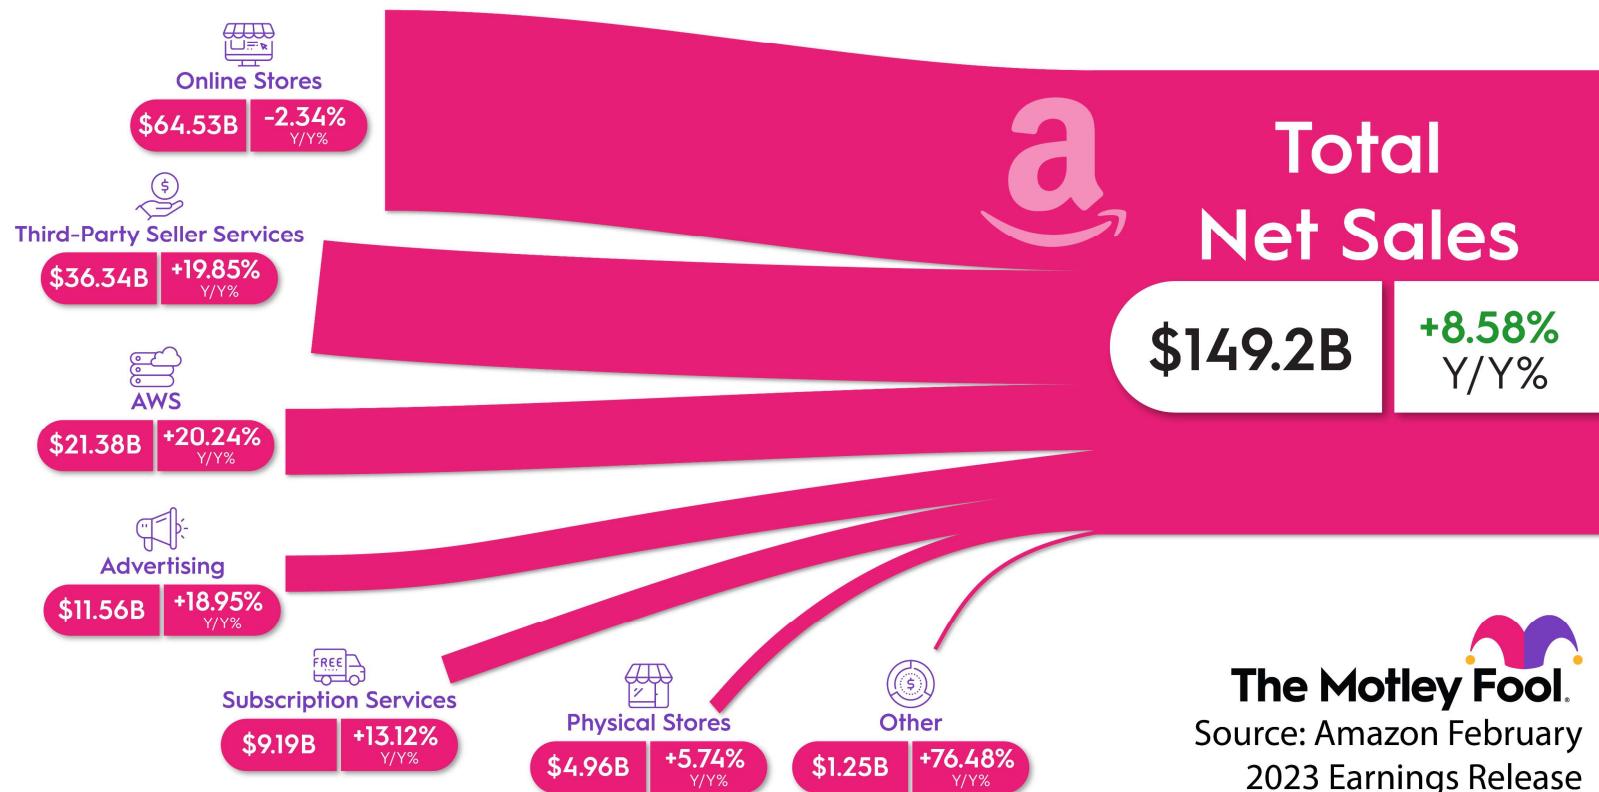 Online Stores
$64.53B
-2.34%
Y/Y%
Third-Party Seller Services
$36.34B
+19.85%
Y/Y%
AWS
$21.38B
+20.24%
Y/Y%
Advertising
$11.56B
+18.95%
Y/Y%
FREE
Subscription Services
$9.19B
+13.12%
Y/Y%
Physical Stores
$4.96B
+5.74%
Y/Y%
$
Other
$1.25B
+76.48%
Y/Y%
a
Total
Net Sales
$149.2B
+8.58%
Y/Y%
The Motley Fool.
Source: Amazon February
2023 Earnings Release